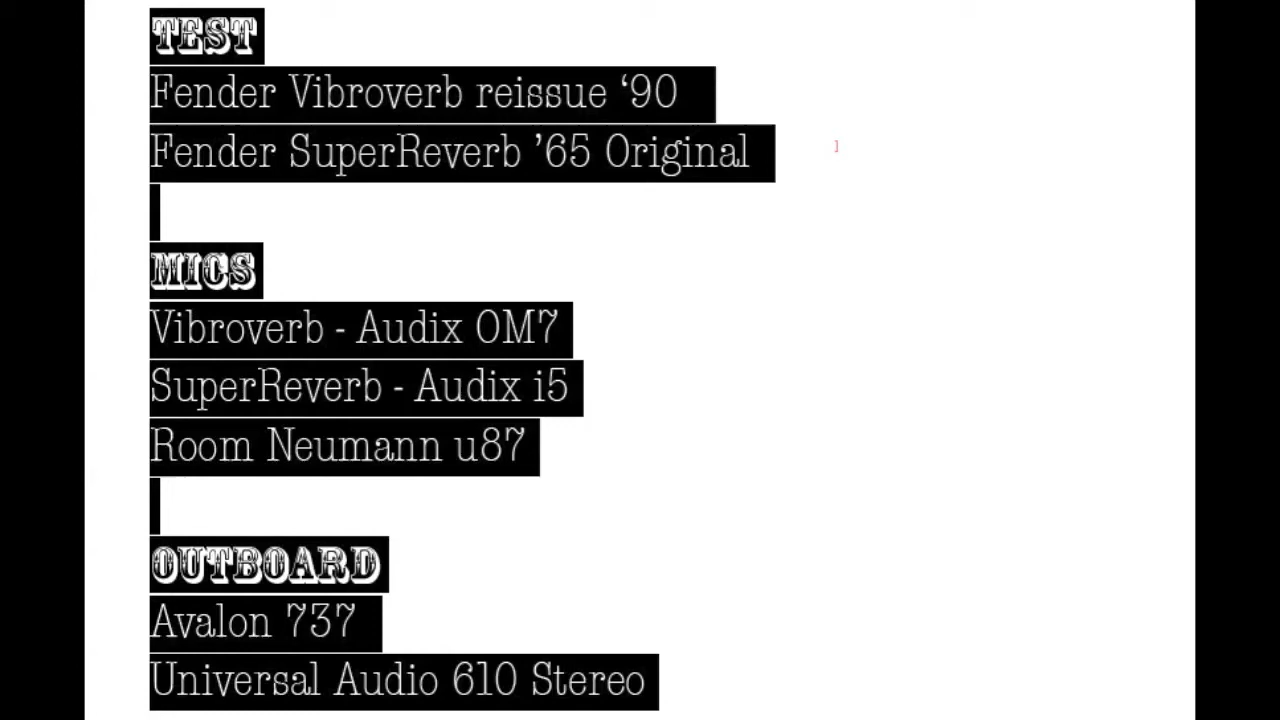 TEST
Fender Vibroverb reissue ‘90
Fender SuperReverb ’65 Original
MICS
Vibroverb - Audix OM7
SuperReverb - Audix i5
Room Neumann u87
OUTBOARD
Avalon 737
Universal Audio 610 Stereo